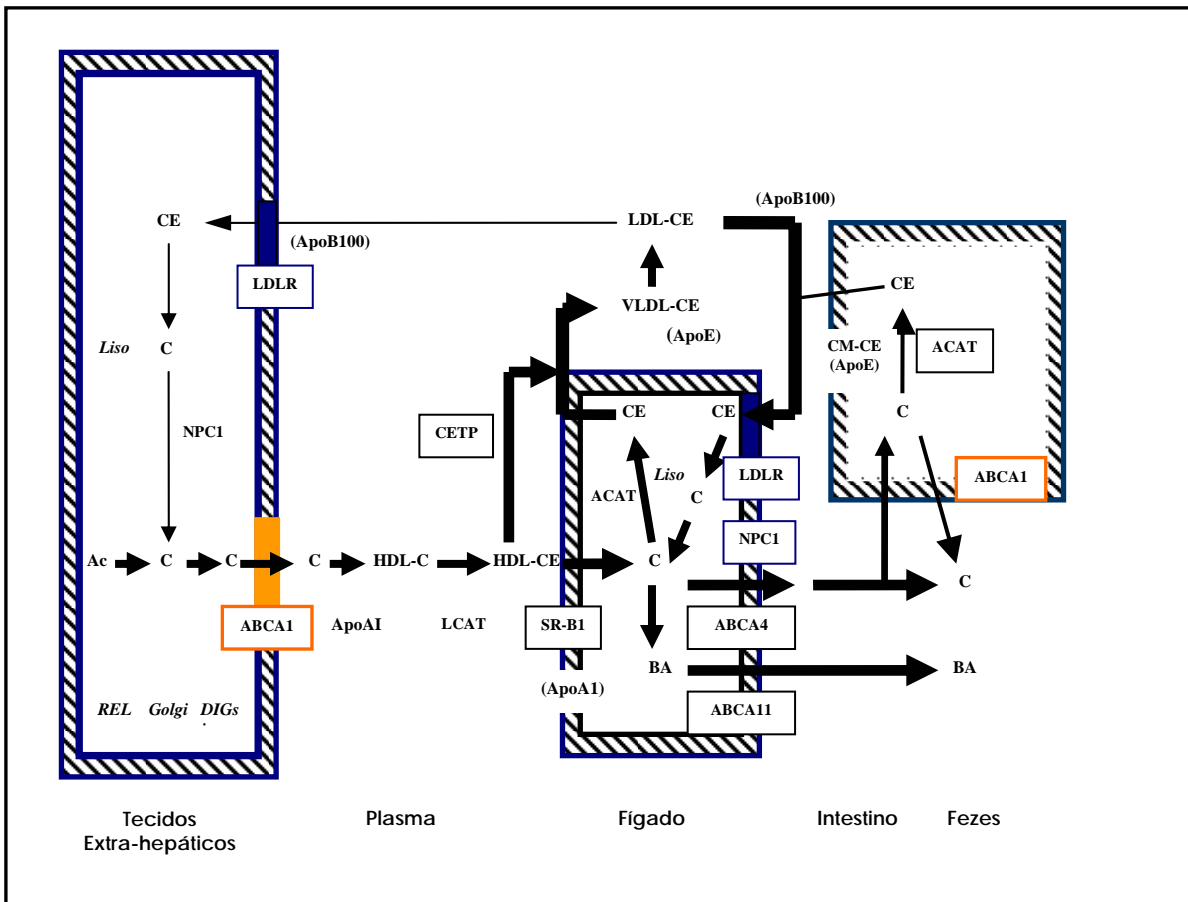 (ApoB100)
CE
LDL-CE
(ApoB100)
LDLR
CE
VLDL-CE
(ApoE)
Liso
C
CM-CE
(ApoE)
ACAT
NPC1
CETP
CE
CE
C
Liso
ACAT
C
LDLR
ABCA1
NPC1
Ac
C
C
C
HDL-C
HDL-CE
C
C
ABCA1
ApoAI
LCAT
SR-B1
ABCA4
(ApoA1)
BA
BA
REL
Golgi
DIGs
.
ABCA11
Tecidos
Extra-hepáticos
Plasma
Fígado
Intestino
Fezes